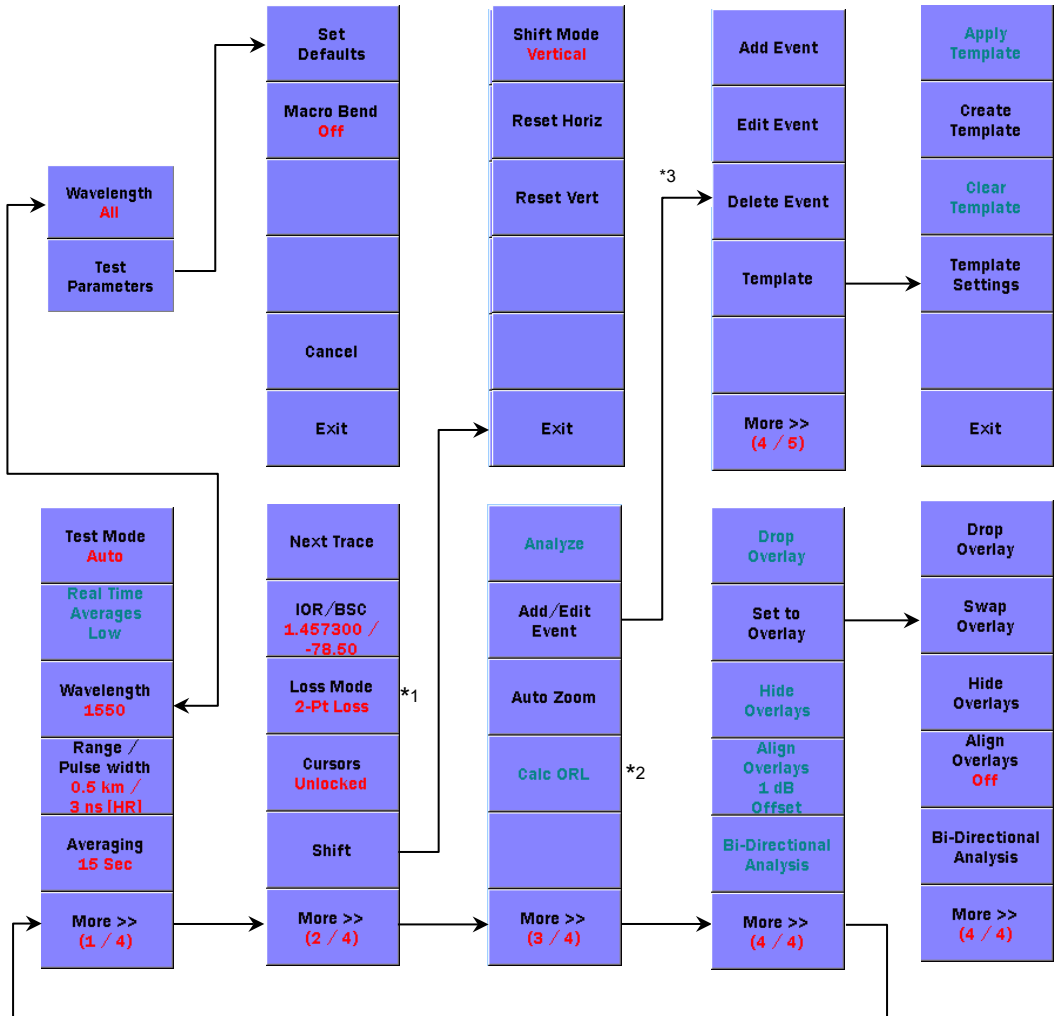 Set
Defaults
Macro Bend
Off
Cancel
Exit
Shift Mode
Vertical
Reset Horiz
Reset Vert
Exit
*3
Add Event
Edit Event
Delete Event
Template
More >>
(4 / 5)
Apply
Template
Create
Template
Clear
Template
Template
Settings
Exit
Wavelength
All
Test
Parameters
Test Mode
Auto
Real Time
Averages
Low
Wavelength
1550
Range /
Pulse width
0.5 km /
3 ns [HR]
Averaging
15 Sec
More >>
(1 / 4)
Next Trace
IOR/BSC
1.457300 /
-78.50
Loss Mode
2-Pt Loss
*1
Cursors
Unlocked
Shift
More >>
(2 / 4)
Analyze
Add/Edit
Event
Auto Zoom
Calc ORL
*2
More >>
(3 / 4)
Drop
Overlay
Set to
Overlay
Hide
Overlays
Align
Overlays
1 dB
Offset
Bi-Directional
Analysis
More >>
(4 / 4)
Drop
Overlay
Swap
Overlay
Hide
Overlays
Align
Overlays
Off
Bi-Directional
Analysis
More >>
(4 / 4)